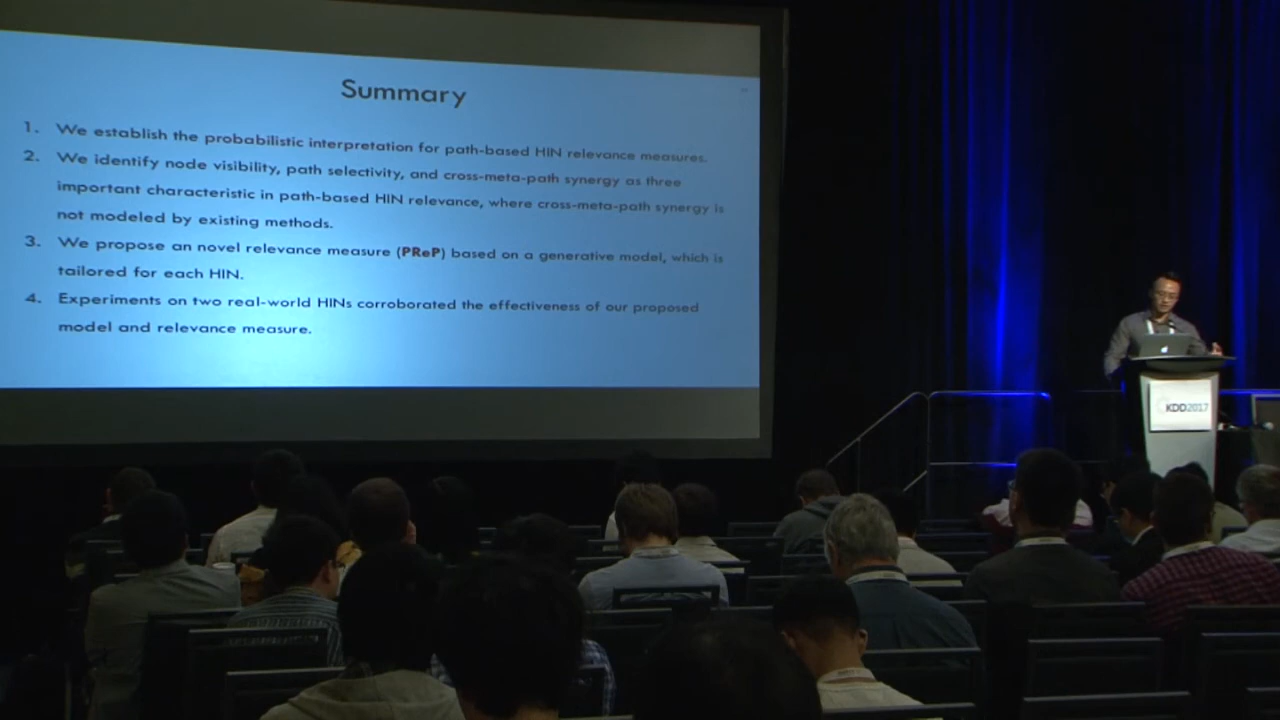 Summary
1. We establish the probabilistic interpretation for path-based HIN relevance measures.
2. We identify node visibility, path selectivity, and cross-meta-path synergy as three
important characteristic in path-based HIN relevance, where cross-meta-path synergy is
not modeled by existing methods.
3. We propose an novel relevance measure (PReP) based on a generative model, which is
tailored for each HIN.
4. Experiments on two real-world HINs corroborated the effectiveness of our proposed
model and relevance measure.
KDD2017